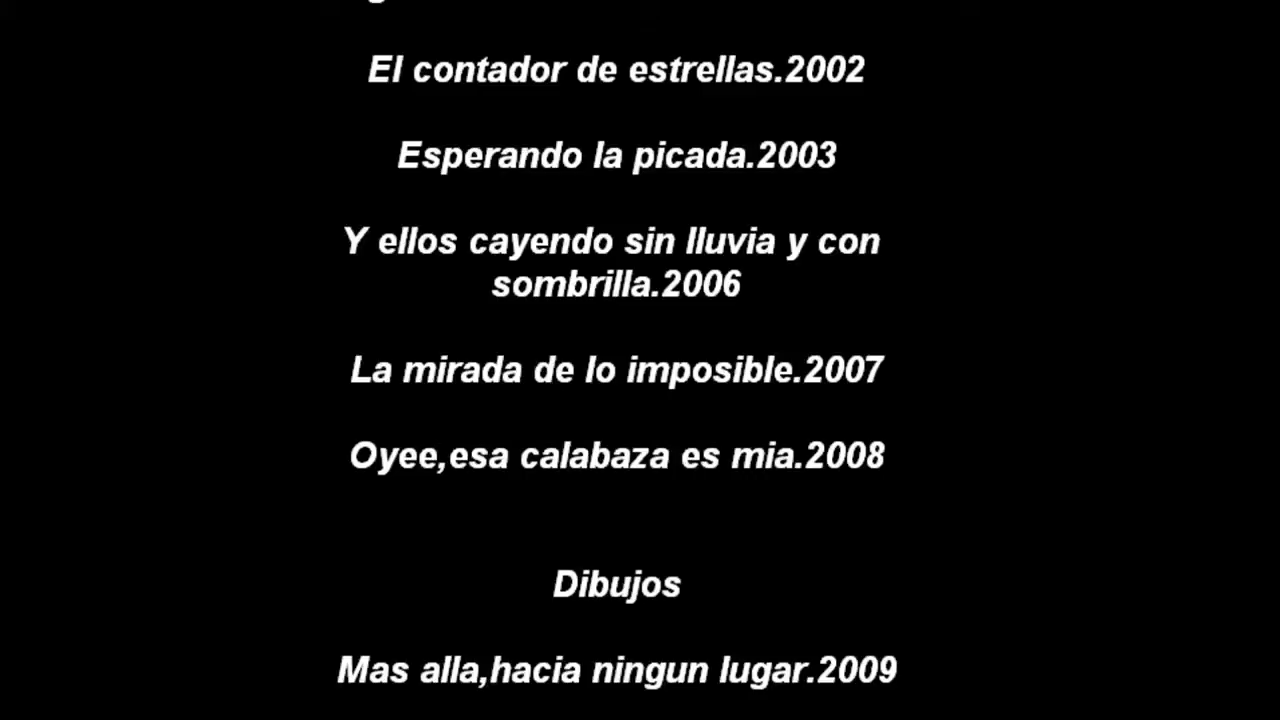 El contador de estrellas.2002
Esperando la picada.2003
Y ellos cayendo sin lluvia y con
sombrilla.2006
La mirada de lo imposible.2007
Oyee,esa calabaza es mia.2008
Dibujos
Mas alla,hacia ningun lugar.2009